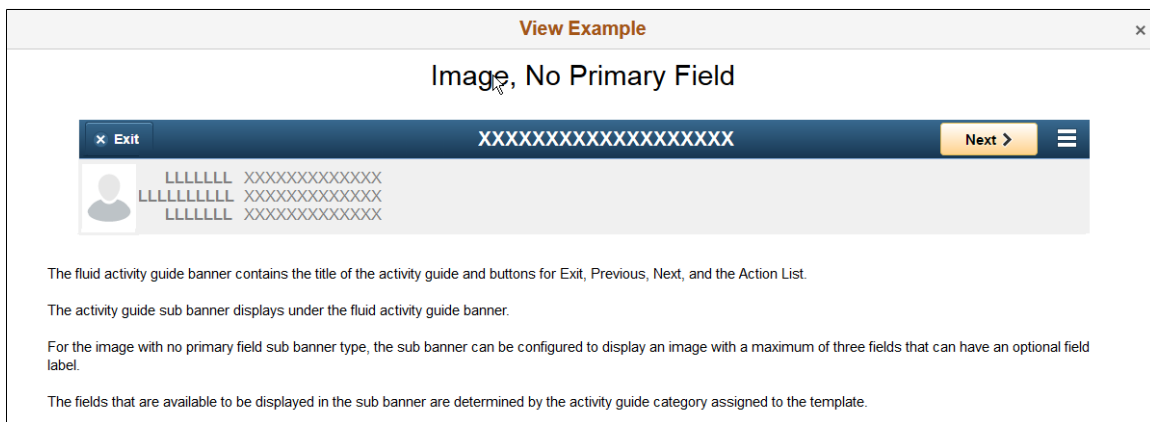 View Example
×
Image, No Primary Field
× Exit
XXXXXXXXXXXXXXXXXXX
Next >
LLLLLLL XXXXXXXXXXXXX
LLLLLLLLLL XXXXXXXXXXXXX
LLLLLLL XXXXXXXXXXXXX
The fluid activity guide banner contains the title of the activity guide and buttons for Exit, Previous, Next, and the Action List.
The activity guide sub banner displays under the fluid activity guide banner.
For the image with no primary field sub banner type, the sub banner can be configured to display an image with a maximum of three fields that can have an optional field
label.
The fields that are available to be displayed in the sub banner are determined by the activity guide category assigned to the template.